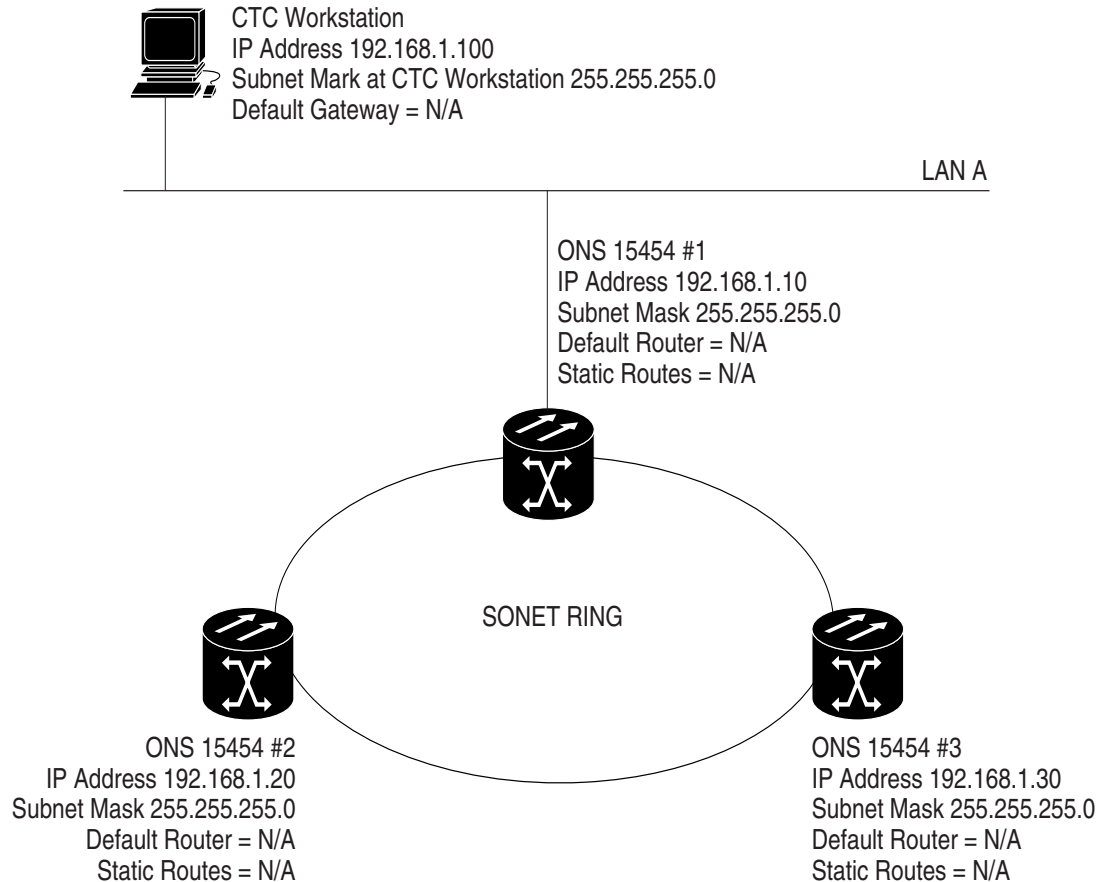 CTC Workstation
IP Address 192.168.1.100
Subnet Mark at CTC Workstation 255.255.255.0
Default Gateway = N/A
LAN A
ONS 15454 #1
IP Address 192.168.1.10
Subnet Mask 255.255.255.0
Default Router = N/A
Static Routes = N/A
SONET RING
ONS 15454 #2
IP Address 192.168.1.20
Subnet Mask 255.255.255.0
Default Router = N/A
Static Routes = N/A
ONS 15454 #3
IP Address 192.168.1.30
Subnet Mask 255.255.255.0
Default Router = N/A
Static Routes = N/A